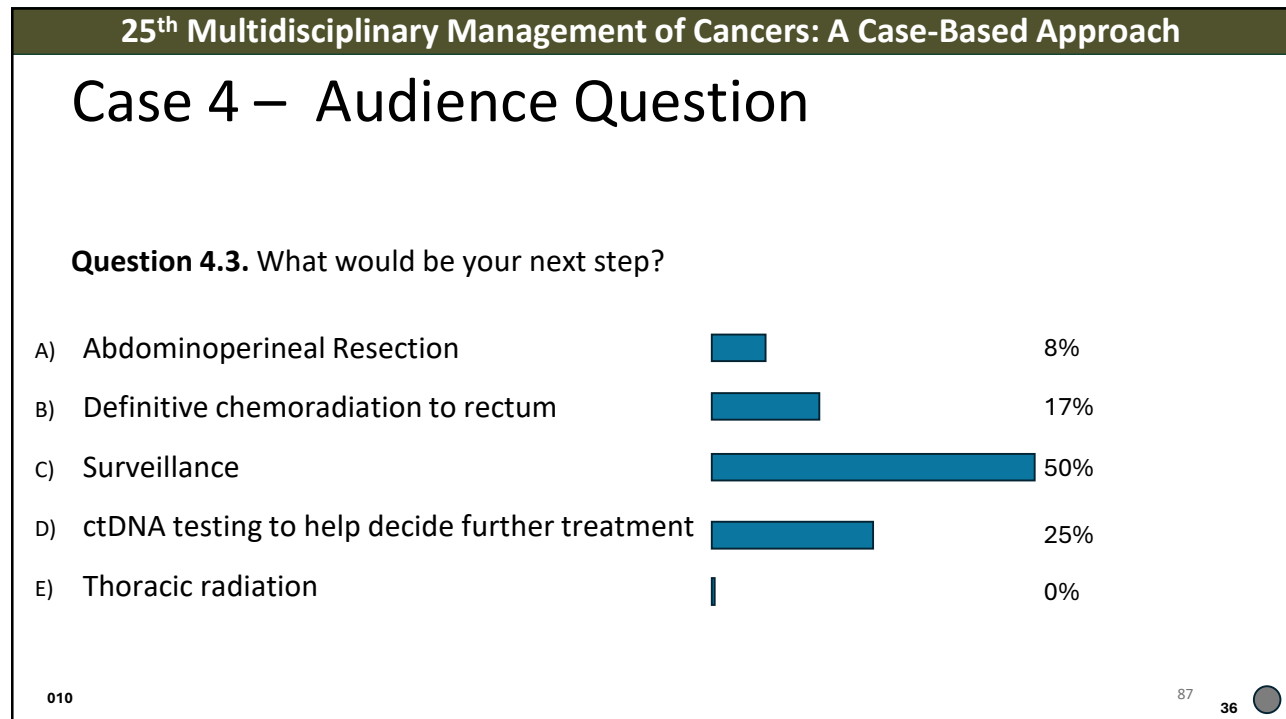 25th Multidisciplinary Management of Cancers: A Case-Based Approach
Case 4 – Audience Question
Question 4.3. What would be your next step?
A) Abdominoperineal Resection 8%
B) Definitive chemoradiation to rectum 17%
C) Surveillance 50%
D) ctDNA testing to help decide further treatment 25%
E) Thoracic radiation 0%
010 87 36